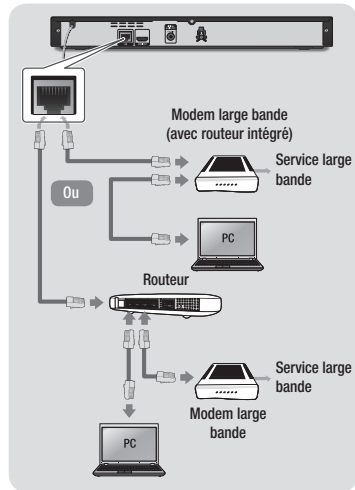 Modem large bande
(avec routeur intégré)
Service large
bande
Ou
PC
Routeur
Service large
bande
Modem large
bande
PC